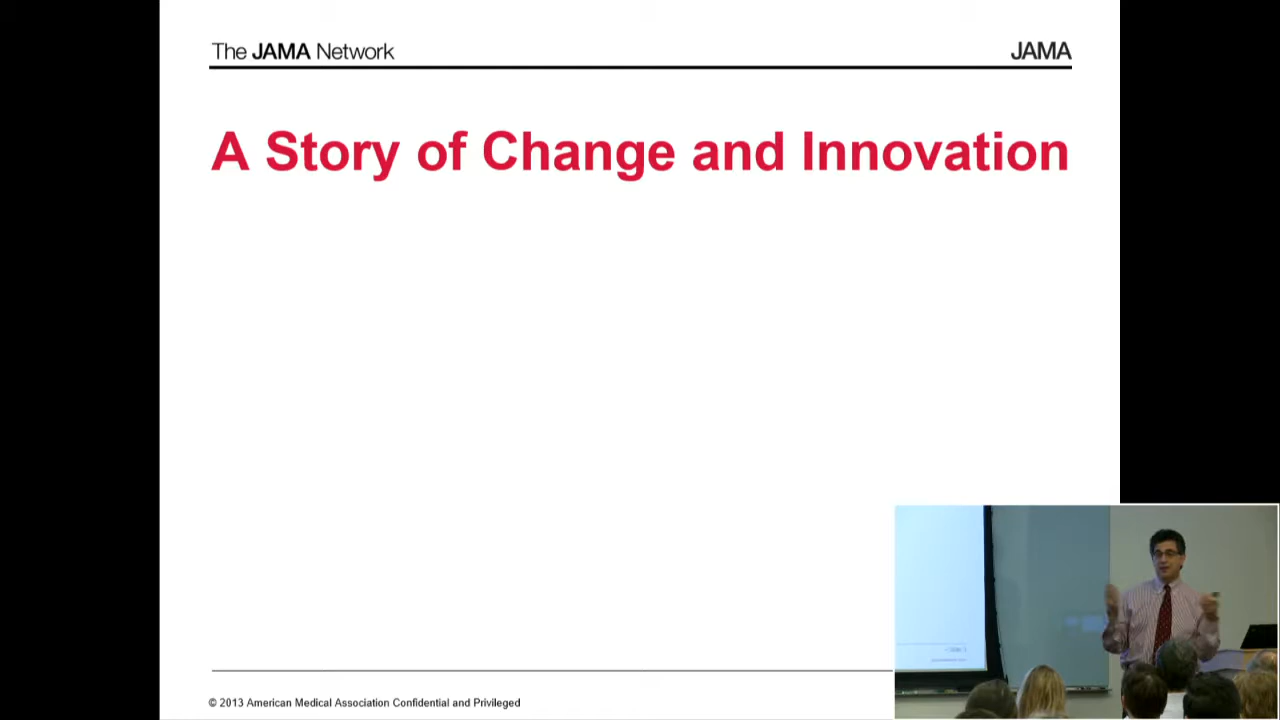 The JAMA Network
JAMA
A Story of Change and Innovation
© 2013 American Medical Association Confidential and Privileged